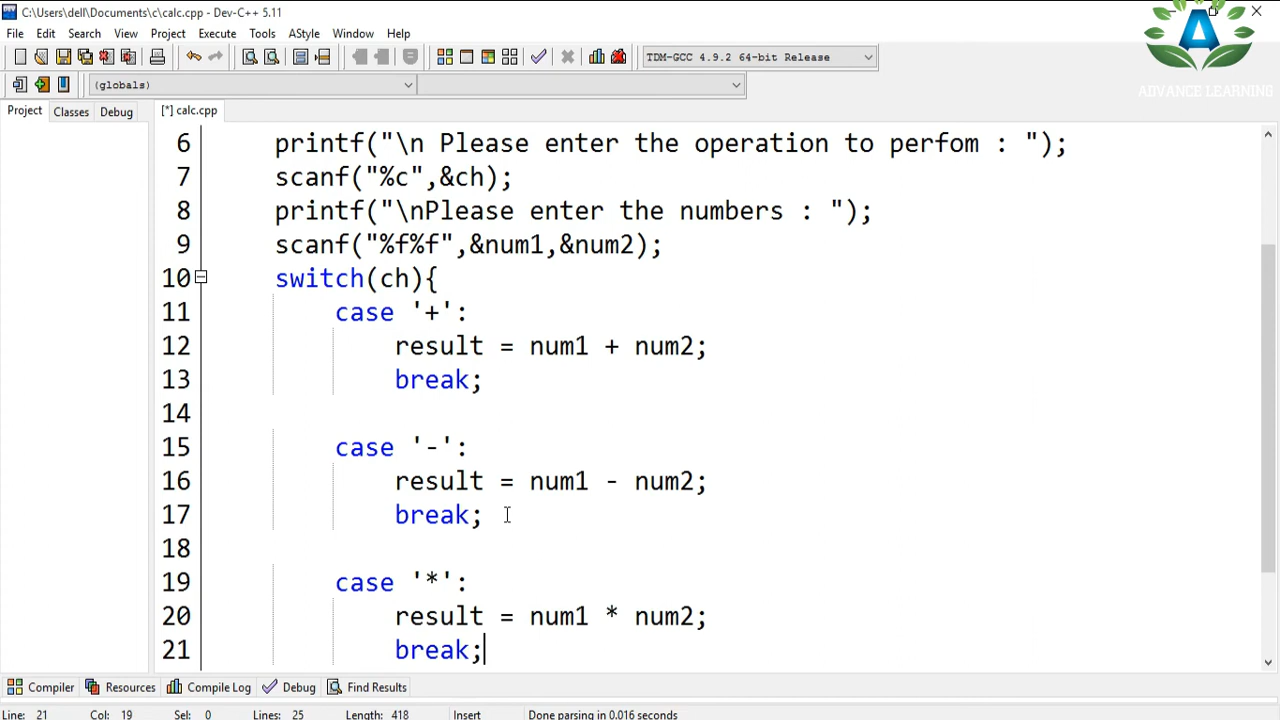 C:\Users\dell\Documents\c\calc.cpp - Dev-C++ 5.11
File Edit Search View Project Execute Tools AStyle Window Help
TDM-GCC 4.9.2 64-bit Release
(globals)
ADVANCE LEARNING
Project Classes Debug [*] calc.cpp
6 printf("\n Please enter the operation to perfom : ");
7 scanf("%c",&ch);
8 printf("\nPlease enter the numbers : ");
9 scanf("%f%f",&num1,&num2);
10 switch(ch){
11 case '+':
12 result = num1 + num2;
13 break;
14
15 case '-':
16 result = num1 - num2;
17 break;
18
19 case '*':
20 result = num1 * num2;
21 break;
Compiler Resources Compile Log Debug Find Results
Line: 21 Col: 19 Sel: 0 Lines: 25 Length: 418 Insert Done parsing in 0.016 seconds